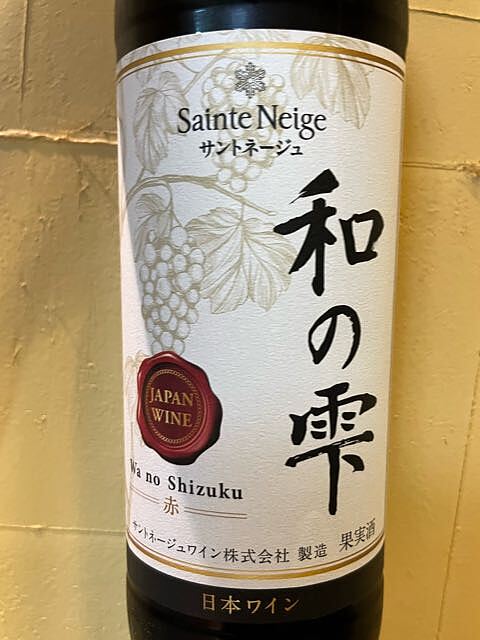 Sainte Neige
サントネージュ
和の雫
JAPAN
WINE
Wa no Shizuku
赤
サントネージュワイン株式会社 製造 果実酒
日本ワイン